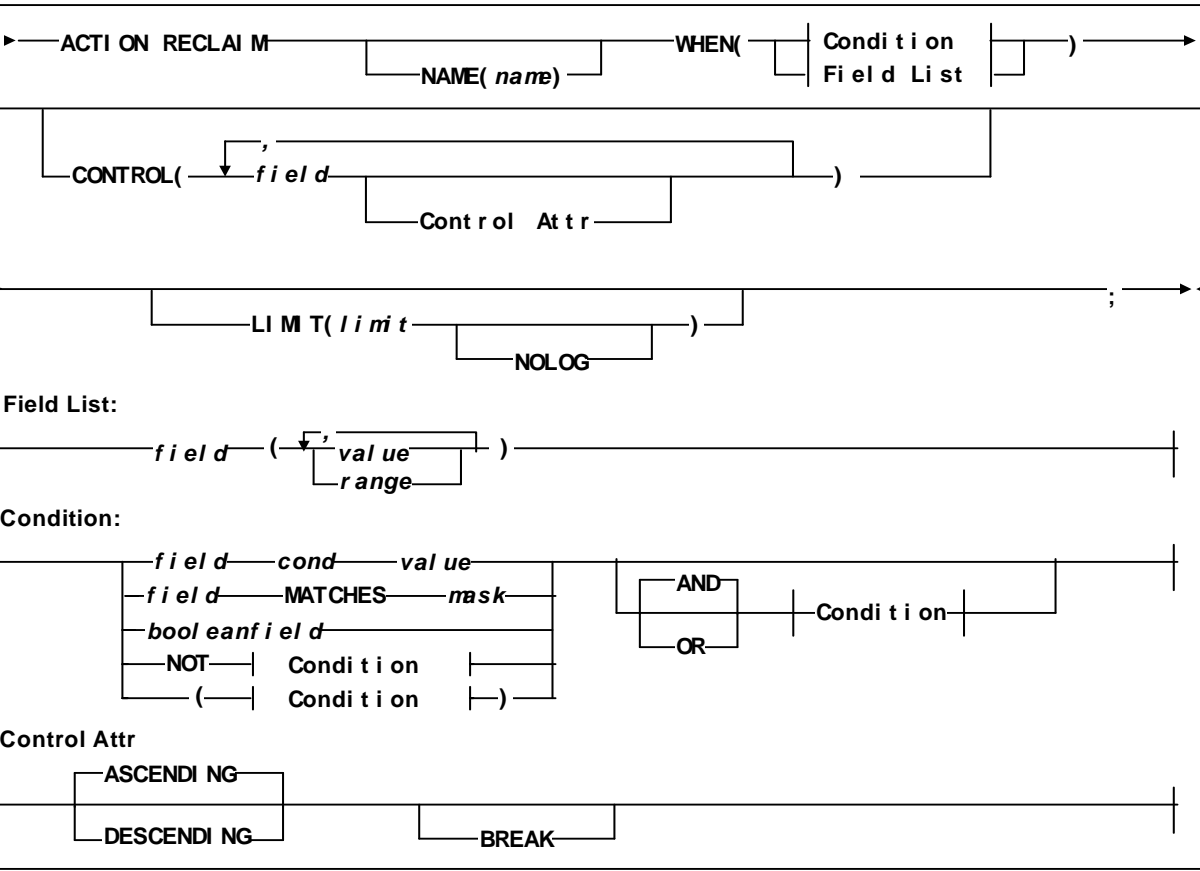 ACTION RECLAIM NAME(name) WHEN( Condition )
Field List
CONTROL( field , )
Control Attr
LIMIT(limit ) ;
NOLOG
Field List:
field ( value , )
range
Condition:
field cond value
field MATCHES mask
booleanfield
NOT Condition
( Condition )
AND
OR
Condition
Control Attr
ASCENDING
DESCENDING
BREAK